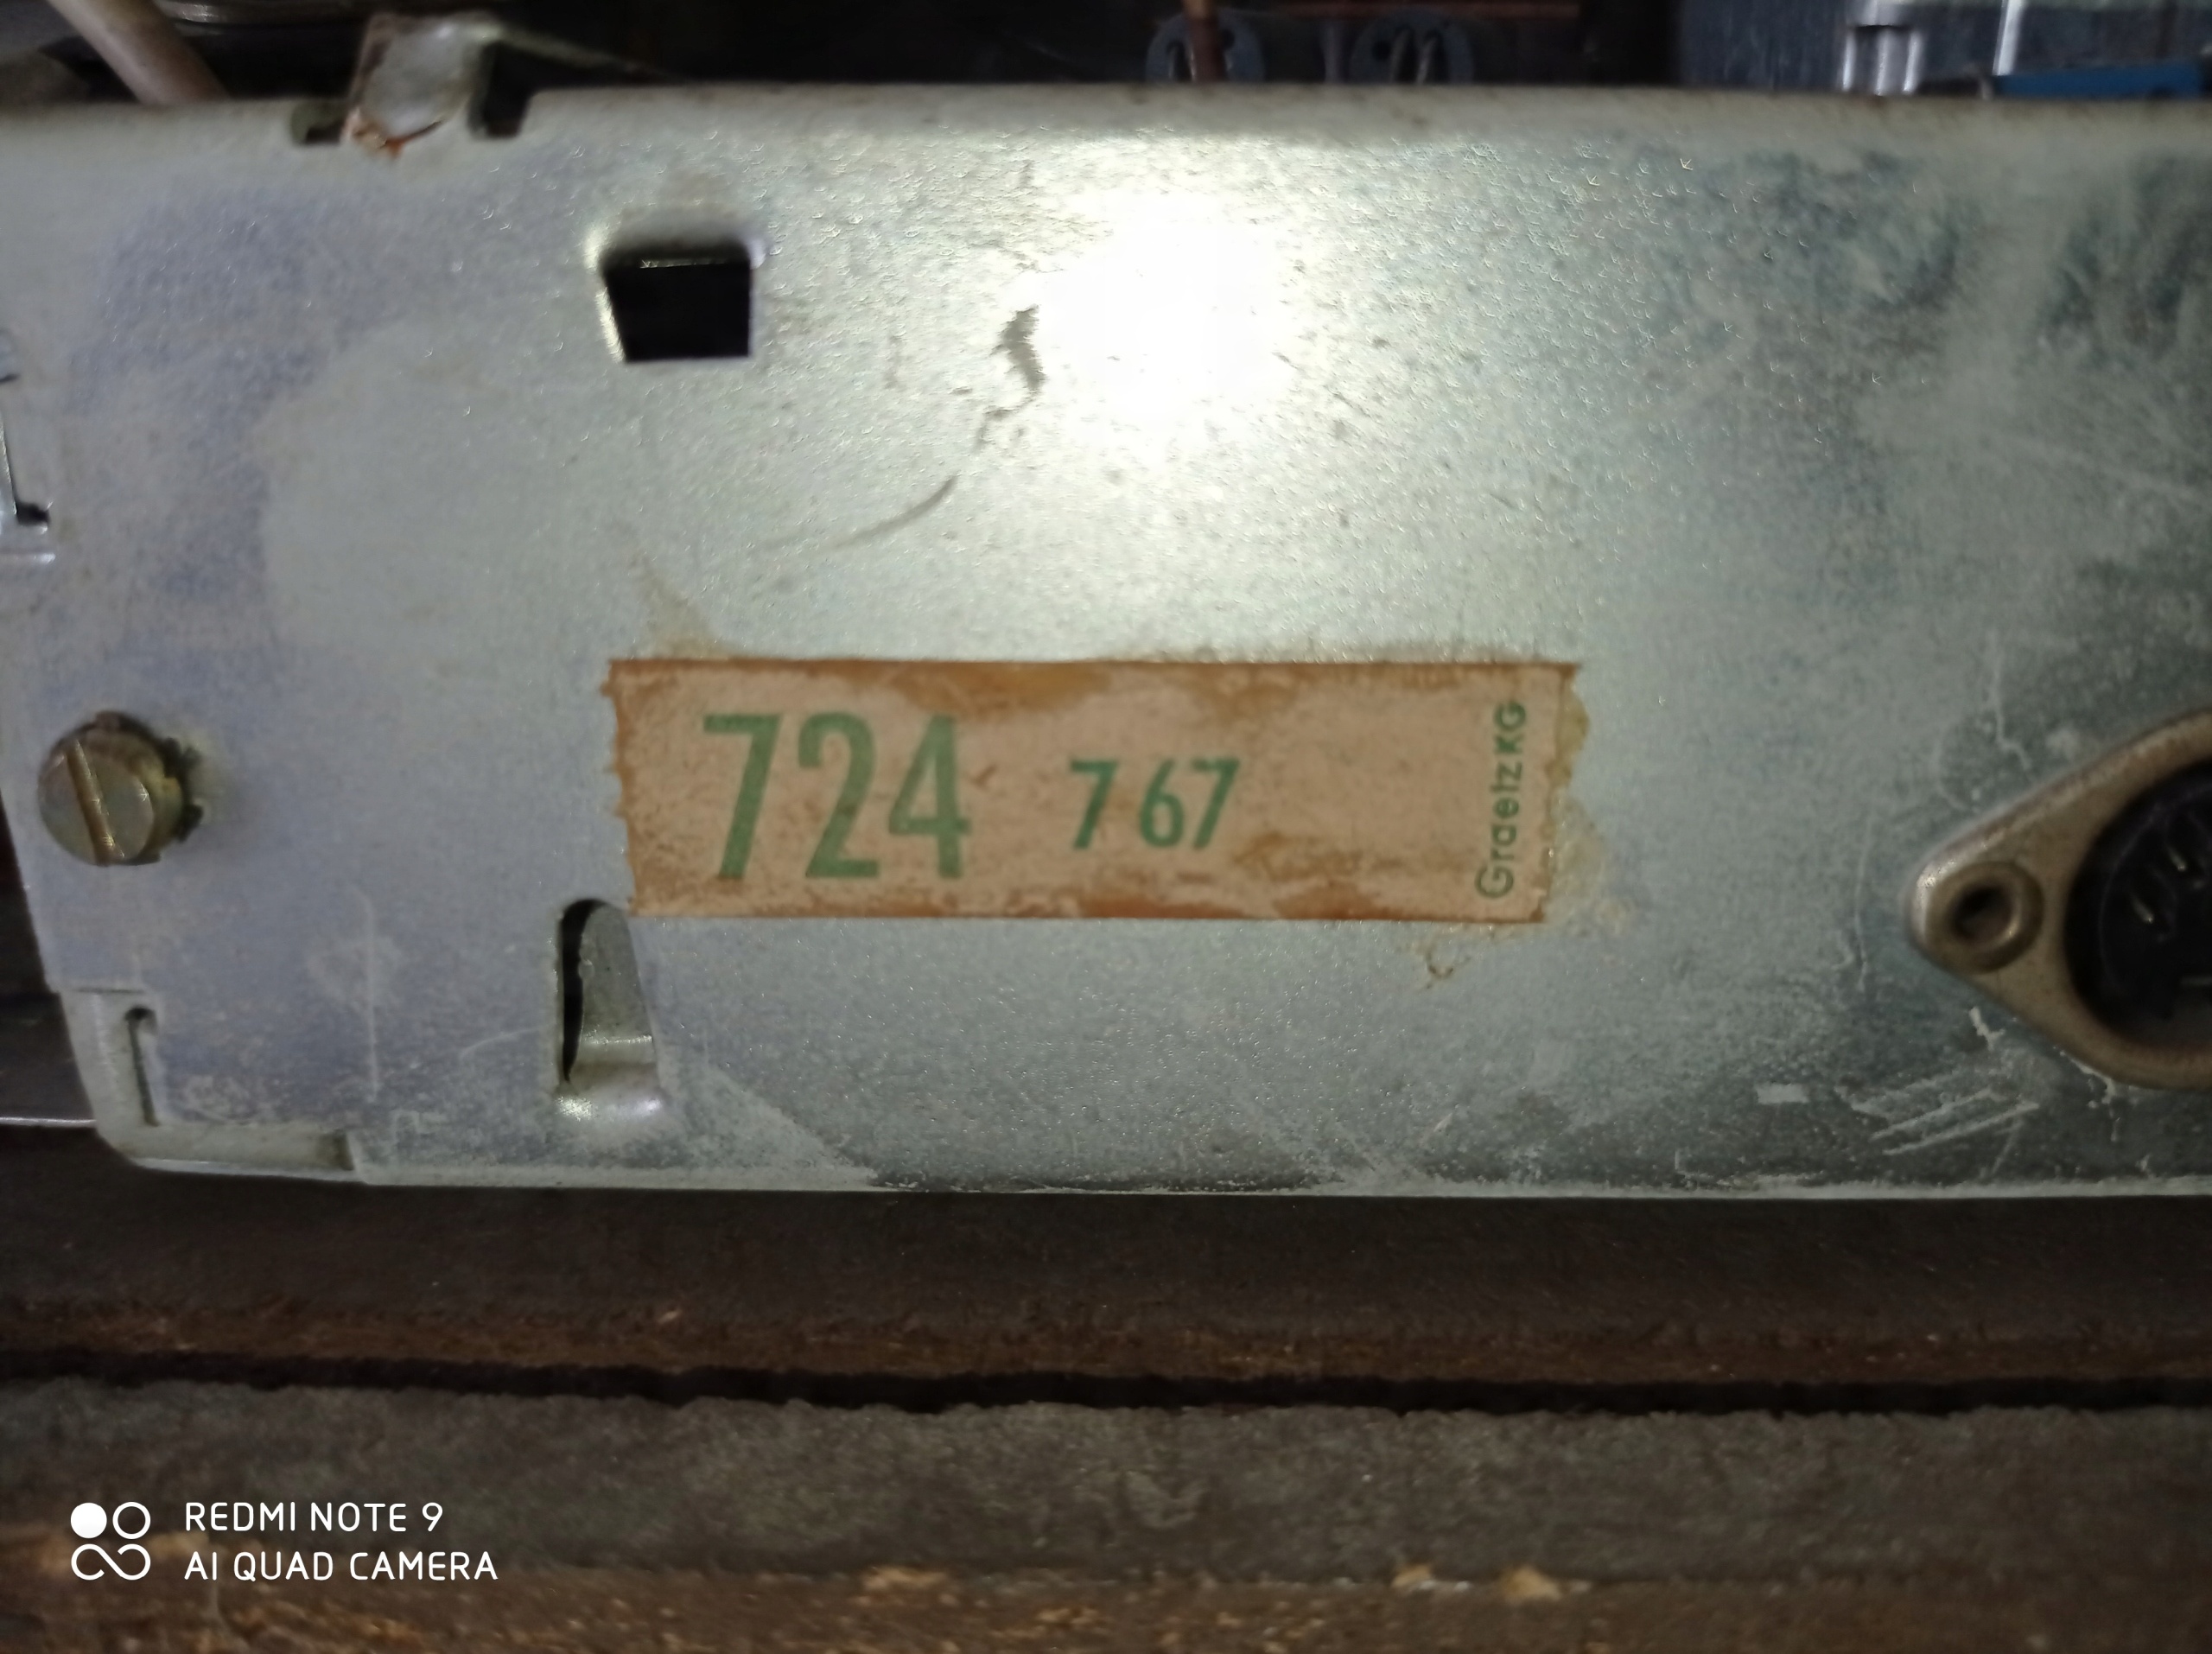 724 7 67
Graetz KG
REDMI NOTE 9
AI QUAD CAMERA